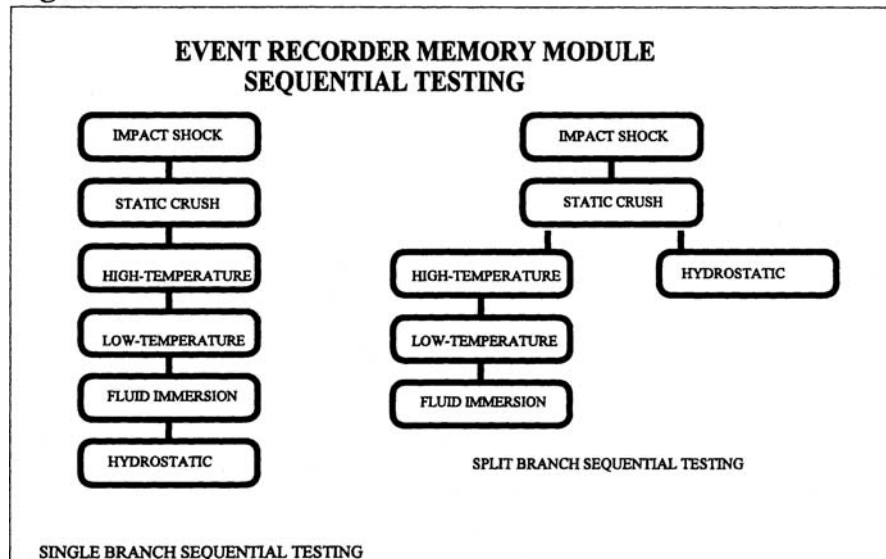 EVENT RECORDER MEMORY MODULE
SEQUENTIAL TESTING
IMPACT SHOCK
STATIC CRUSH
HIGH-TEMPERATURE
LOW-TEMPERATURE
FLUID IMMERSION
HYDROSTATIC
SINGLE BRANCH SEQUENTIAL TESTING
IMPACT SHOCK
STATIC CRUSH
HIGH-TEMPERATURE
HYDROSTATIC
LOW-TEMPERATURE
FLUID IMMERSION
SPLIT BRANCH SEQUENTIAL TESTING